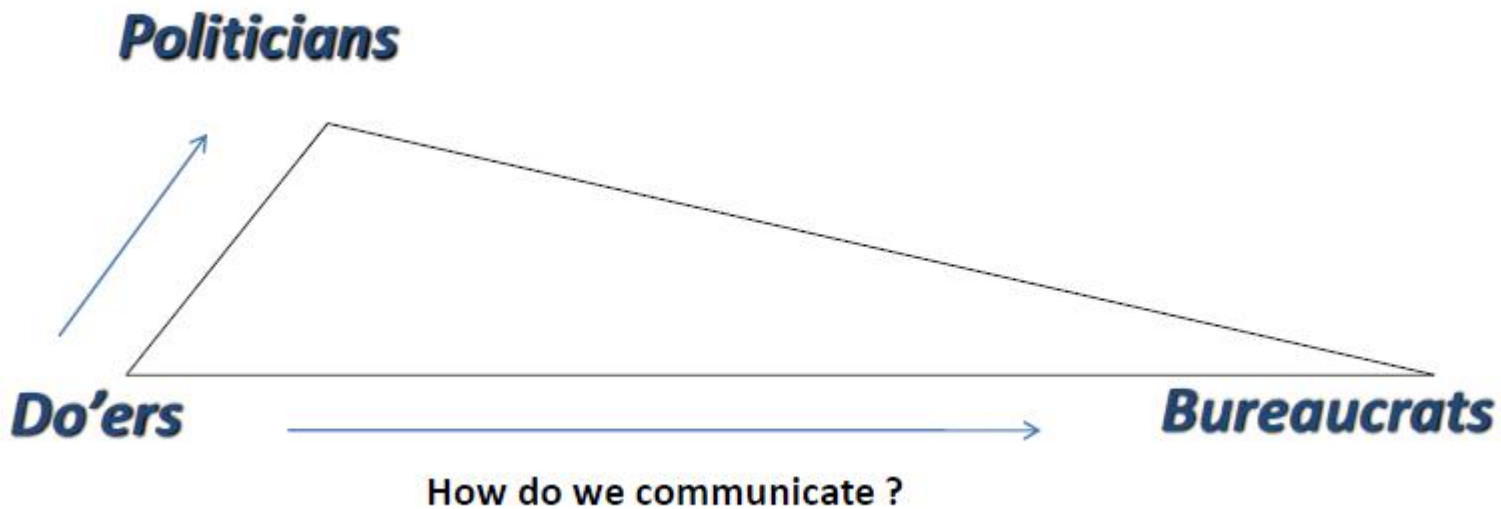 Politicians
Do’ers
Bureaucrats
How do we communicate ?